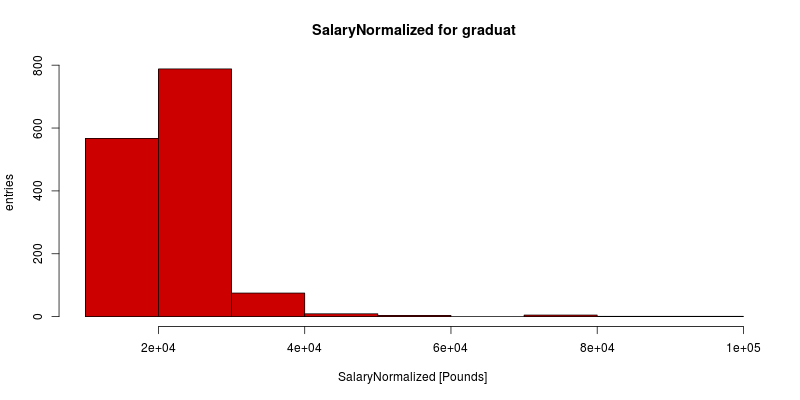 SalaryNormalized for graduat
entries
800
600
400
200
0
2e+04 4e+04 6e+04 8e+04 1e+05
SalaryNormalized [Pounds]